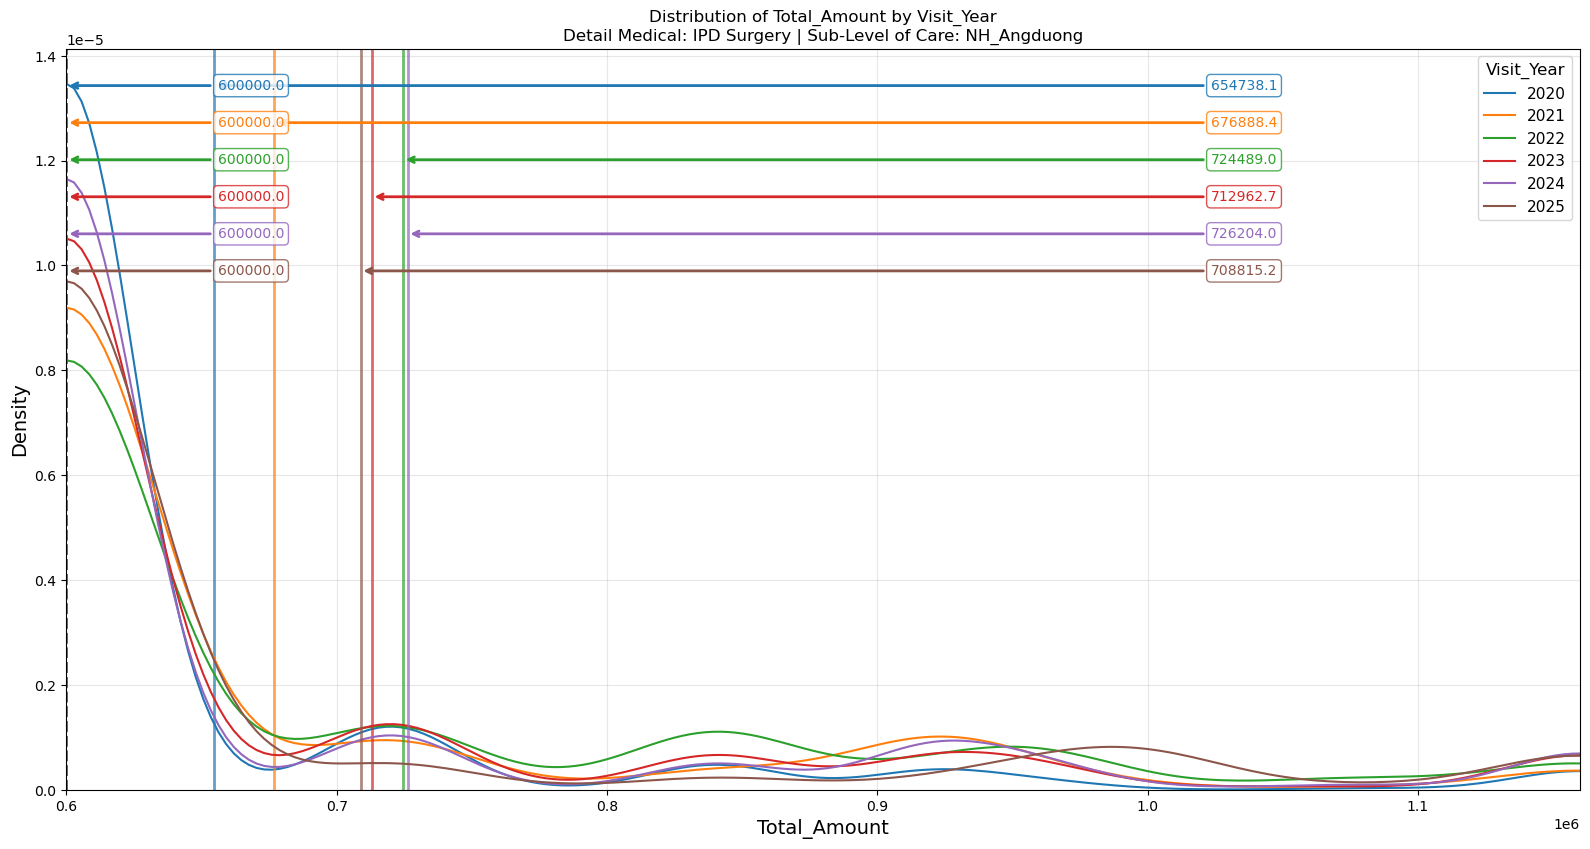 Distribution of Total_Amount by Visit_Year
Detail Medical: IPD Surgery | Sub-Level of Care: NH_Angduong
1e−5
1.4
1.2
1.0
0.8
0.6
0.4
0.2
0.0
Density
600000.0 654738.1
600000.0 676888.4
600000.0 724489.0
600000.0 712962.7
600000.0 726204.0
600000.0 708815.2
Visit_Year
2020
2021
2022
2023
2024
2025
0.6 0.7 0.8 0.9 1.0 1.1
1e6
Total_Amount